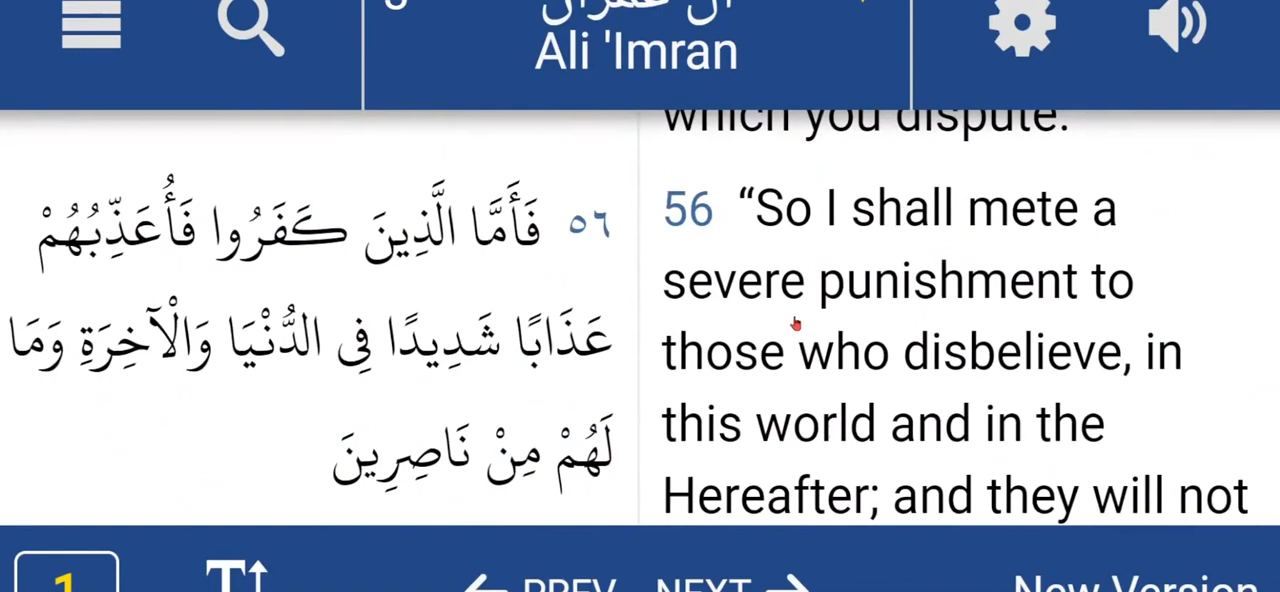 آل عمران
Ali 'Imran
which you dispute.
٥٦ فَأَمَّا الَّذِينَ كَفَرُوا فَأُعَذِّبُهُمْ
عَذَابًا شَدِيدًا فِي الدُّنْيَا وَالْآخِرَةِ وَمَا
لَهُمْ مِنْ نَاصِرِينَ
56 “So I shall mete a
severe punishment to
those who disbelieve, in
this world and in the
Hereafter; and they will not
1
T
PREV NEXT
New Version